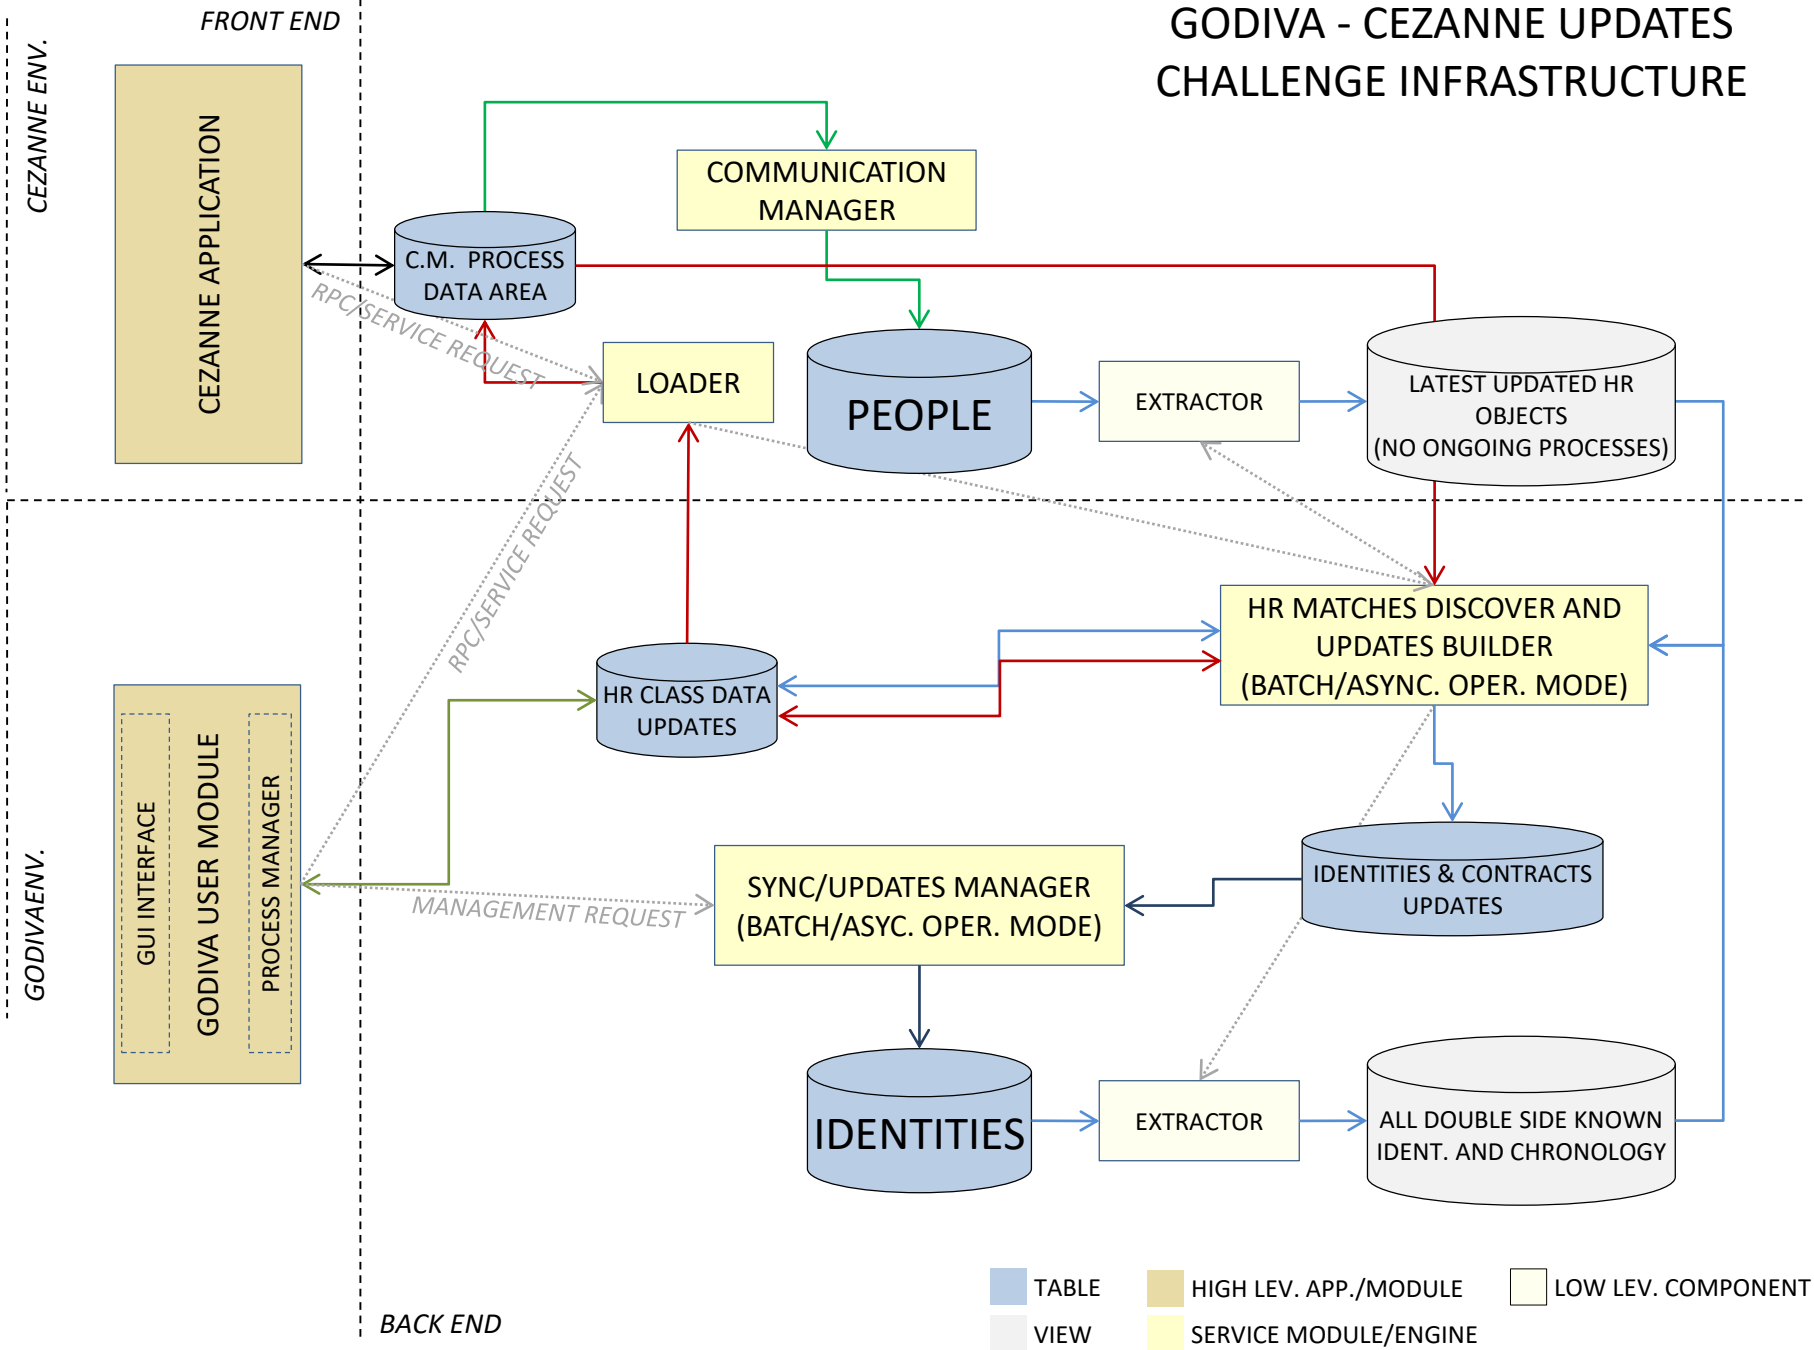 GODIVA - CEZANNE UPDATES
CHALLENGE INFRASTRUCTURE
FRONT END
CEZANNE ENV.
CEZANNE APPLICATION
COMMUNICATION
MANAGER
C.M. PROCESS
DATA AREA
RPC/SERVICE REQUEST
LOADER
PEOPLE
EXTRACTOR
LATEST UPDATED HR
OBJECTS
(NO ONGOING PROCESSES)
RPC/SERVICE REQUEST
HR MATCHES DISCOVER AND
UPDATES BUILDER
(BATCH/ASYNC. OPER. MODE)
HR CLASS DATA
UPDATES
GODIVAENV.
GUI INTERFACE
GODIVA USER MODULE
PROCESS MANAGER
MANAGEMENT REQUEST
SYNC/UPDATES MANAGER
(BATCH/ASYC. OPER. MODE)
IDENTITIES & CONTRACTS
UPDATES
IDENTITIES
EXTRACTOR
ALL DOUBLE SIDE KNOWN
IDENT. AND CHRONOLOGY
BACK END
TABLE
HIGH LEV. APP./MODULE
LOW LEV. COMPONENT
VIEW
SERVICE MODULE/ENGINE